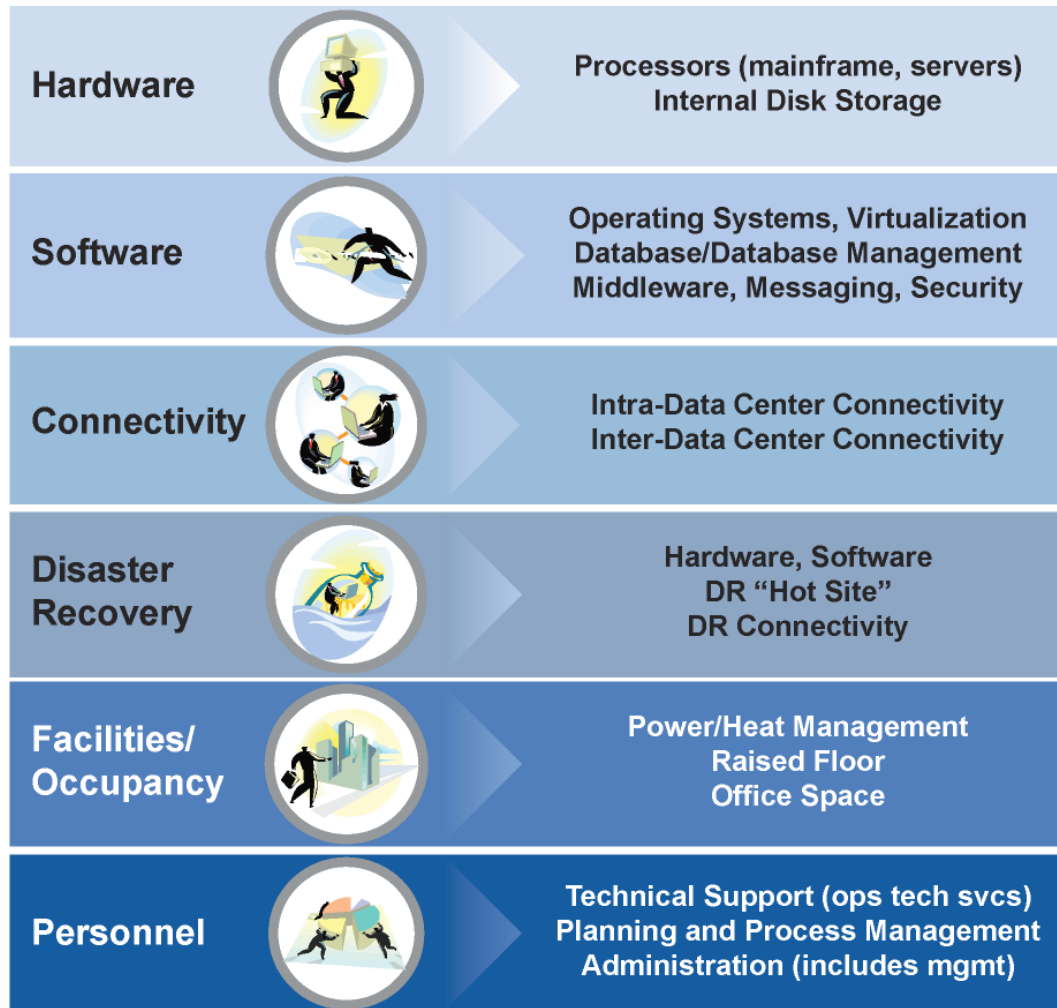 Hardware
Processors (mainframe, servers)
Internal Disk Storage
Software
Operating Systems, Virtualization
Database/Database Management
Middleware, Messaging, Security
Connectivity
Intra-Data Center Connectivity
Inter-Data Center Connectivity
Disaster
Recovery
Hardware, Software
DR “Hot Site”
DR Connectivity
Facilities/
Occupancy
Power/Heat Management
Raised Floor
Office Space
Personnel
Technical Support (ops tech svcs)
Planning and Process Management
Administration (includes mgmt)